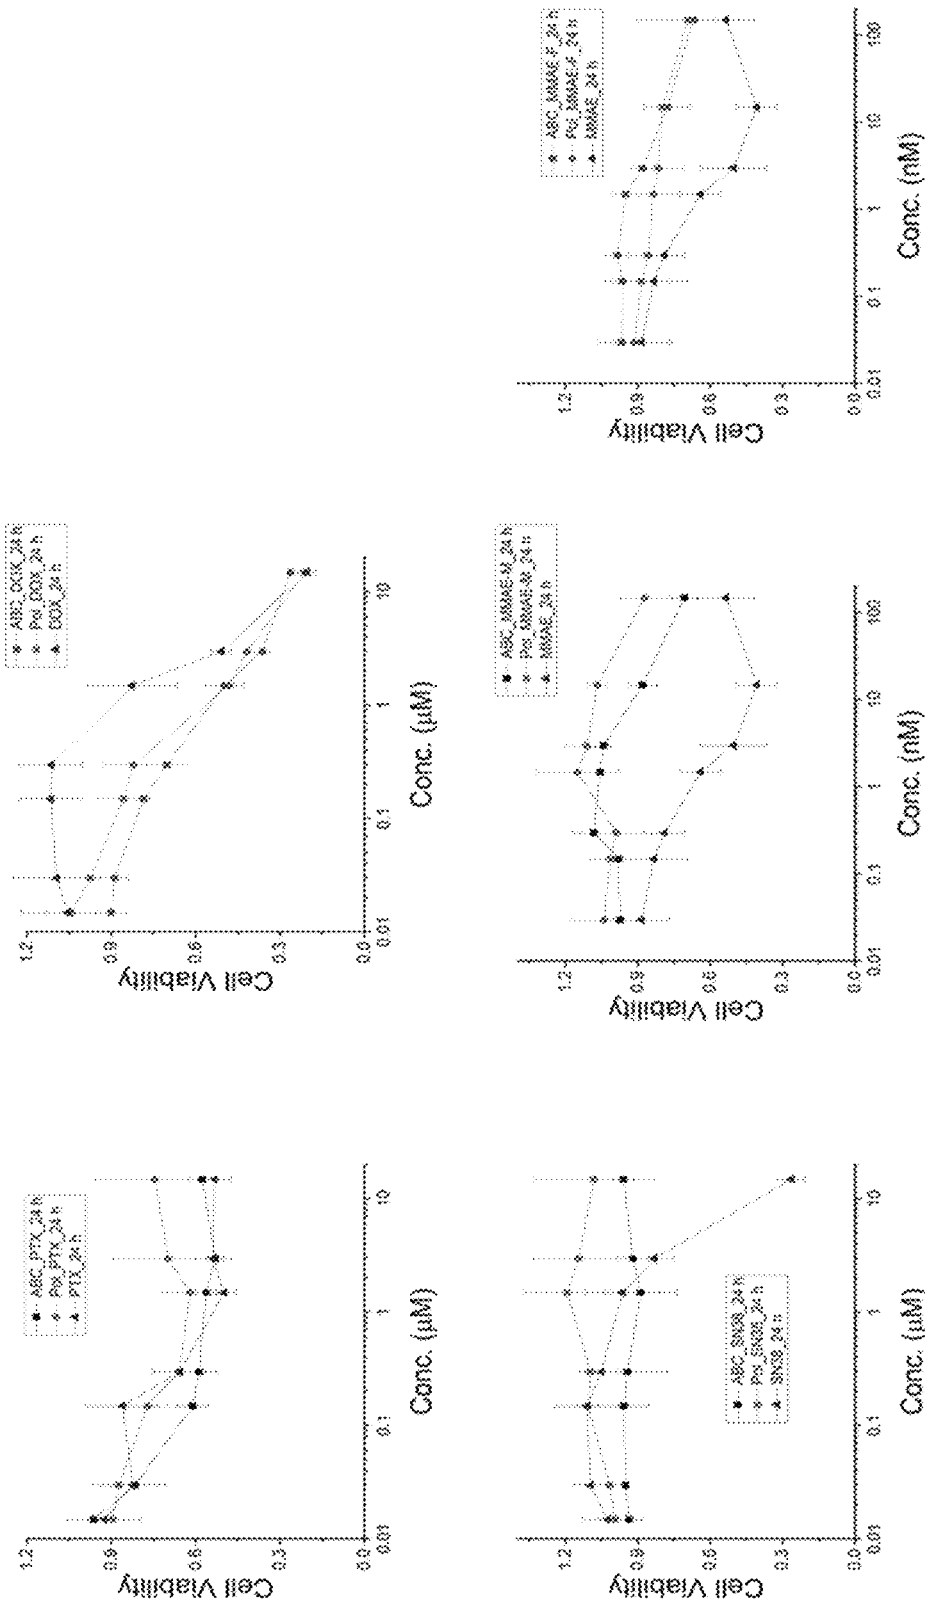 ABC_PTX_24 h
Pol_PTX_24 h
PTX_24 h
1.2
0.9
0.6
0.3
0.0
Cell Viability
0.01
0.1
1
10
Conc. (μM)
ABC_DOX_24 h
Pol_DOX_24 h
DOX_24 h
1.2
0.9
0.6
0.3
0.0
Cell Viability
0.01
0.1
1
10
Conc. (μM)
ABC_SN38_24 h
Pol_SN38_24 h
SN38_24 h
1.2
0.9
0.6
0.3
0.0
Cell Viability
0.01
0.1
1
10
Conc. (μM)
ABC_MMAE-M_24 h
Pol_MMAE-M_24 h
MMAE_24 h
1.2
0.9
0.6
0.3
0.0
Cell Viability
0.01
0.1
1
10
100
Conc. (nM)
ABC_MMAE-F_24 h
Pol_MMAE-F_24 h
MMAE_24 h
1.2
0.9
0.6
0.3
0.0
Cell Viability
0.01
0.1
1
10
100
Conc. (nM)